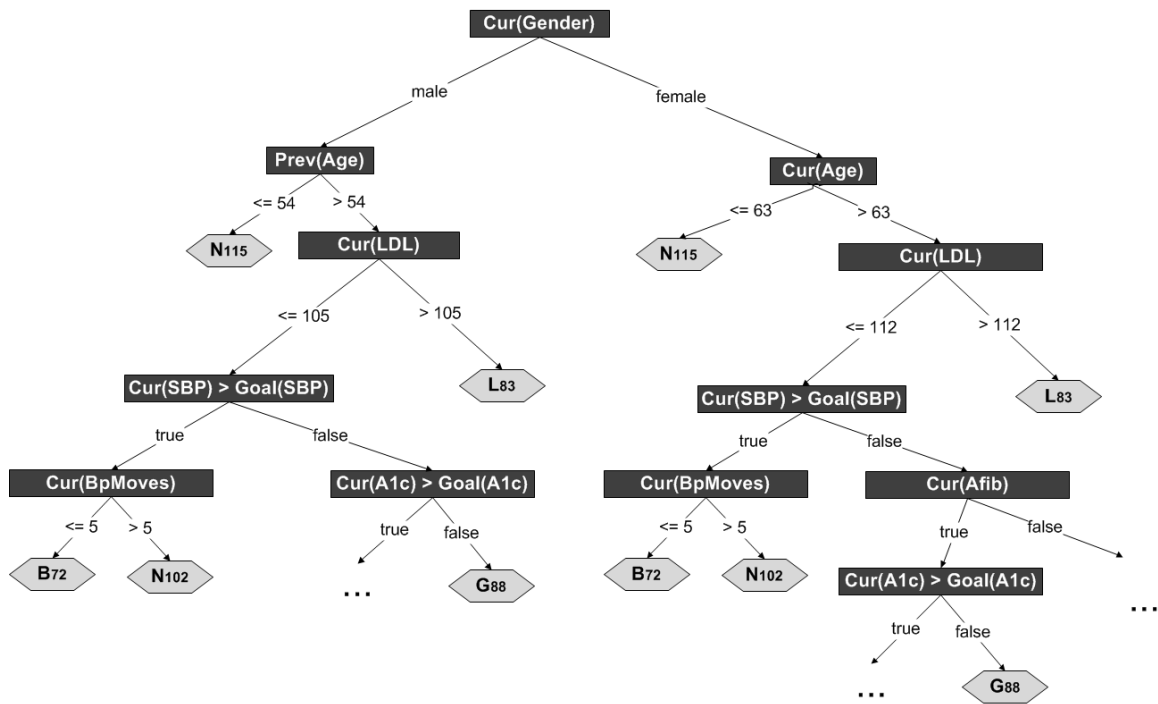 Cur(Gender)
male
female
Prev(Age)
Cur(Age)
<= 54
> 54
<= 63
> 63
N115
Cur(LDL)
N115
Cur(LDL)
<= 105
> 105
<= 112
> 112
Cur(SBP) > Goal(SBP)
L83
Cur(SBP) > Goal(SBP)
L83
true
false
true
false
Cur(BpMoves)
Cur(A1c) > Goal(A1c)
Cur(BpMoves)
Cur(Afib)
<= 5
> 5
true
false
<= 5
> 5
true
false
B72
N102
...
G88
B72
N102
Cur(A1c) > Goal(A1c)
...
true
false
...
G88